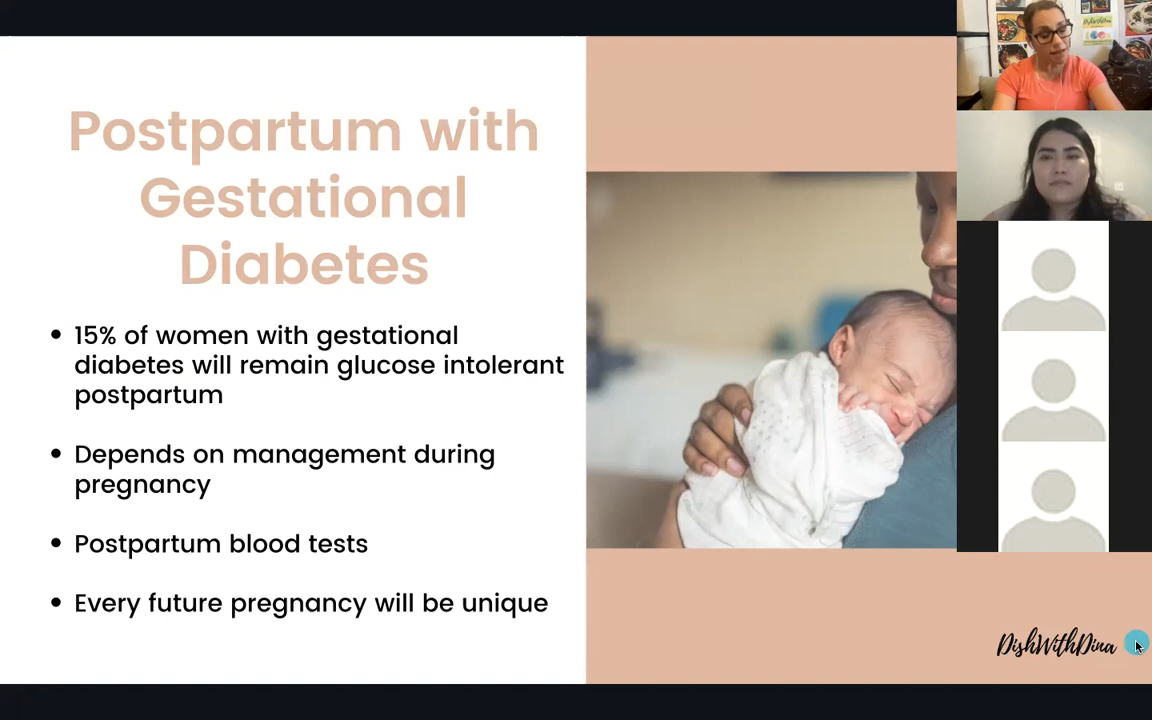 Postpartum with
Gestational
Diabetes
• 15% of women with gestational
diabetes will remain glucose intolerant
postpartum
• Depends on management during
pregnancy
• Postpartum blood tests
• Every future pregnancy will be unique
DishWithDina